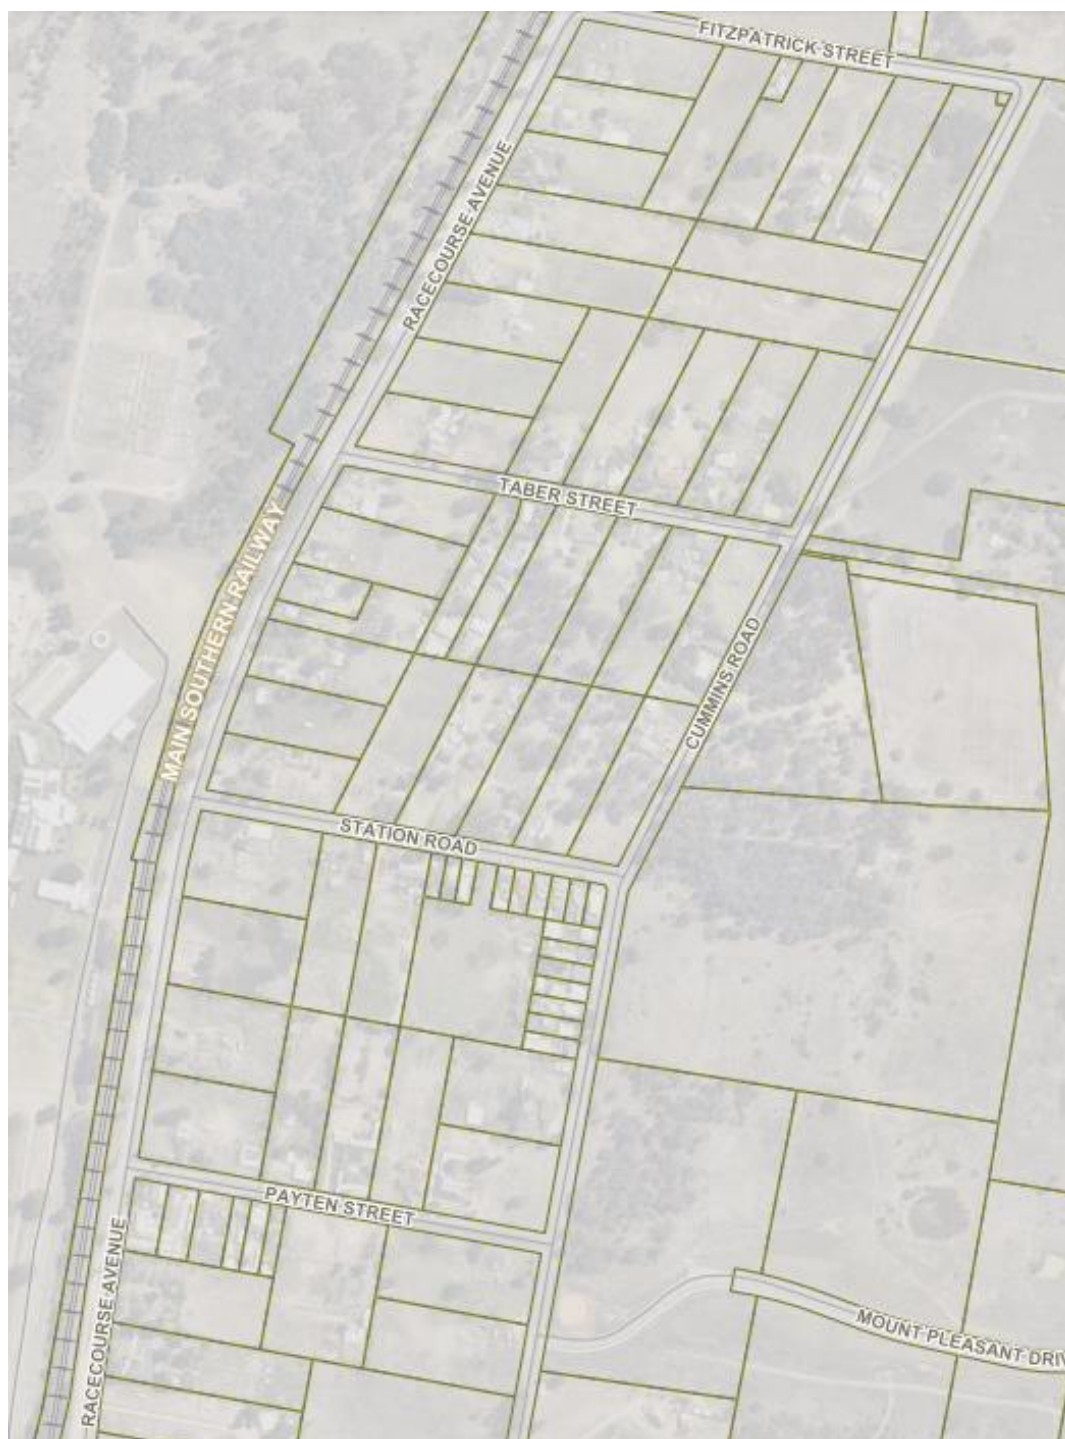 FITZPATRICK STREET
RACECOURSE AVENUE
TABER STREET
MAIN SOUTHERN RAILWAY
CUMMINS ROAD
STATION ROAD
PAYTEN STREET
RACECOURSE AVENUE
MOUNT PLEASANT DRIV